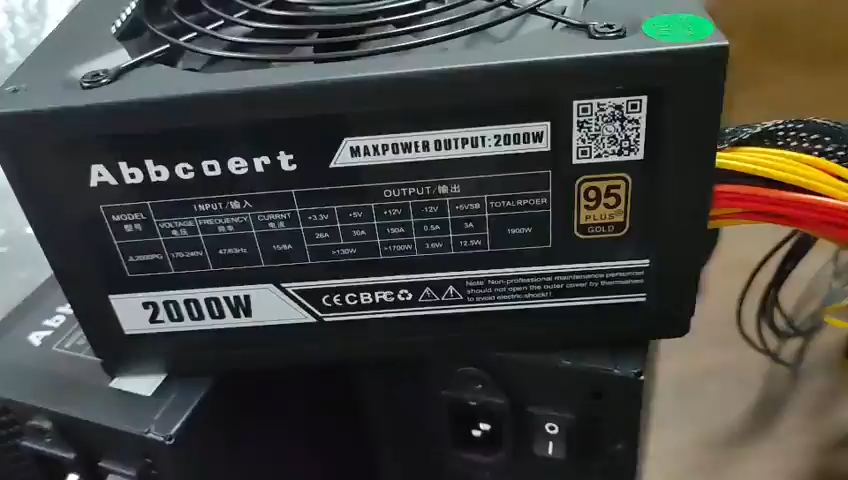 Abbcoert
MAXPOWER OUTPUT:2000W
MODEL
型号
INPUT/输入
OUTPUT/输出
VOLTAGE
电压
FREQUENCY
频率
CURRNT
电流
+3.3V +5V +12V -12V +5VSB TOTALRPOER
JL2000PG 170-240V 47/63Hz 15/8A
26A 30A 150A 0.5A 3A 1900W
>130W >1700W 3.6W 12.5W
95
PLUS
GOLD
2000W
Note: Non-professional maintenance personnel
should not open the outer cover by themselves
to avoid electric shock!!